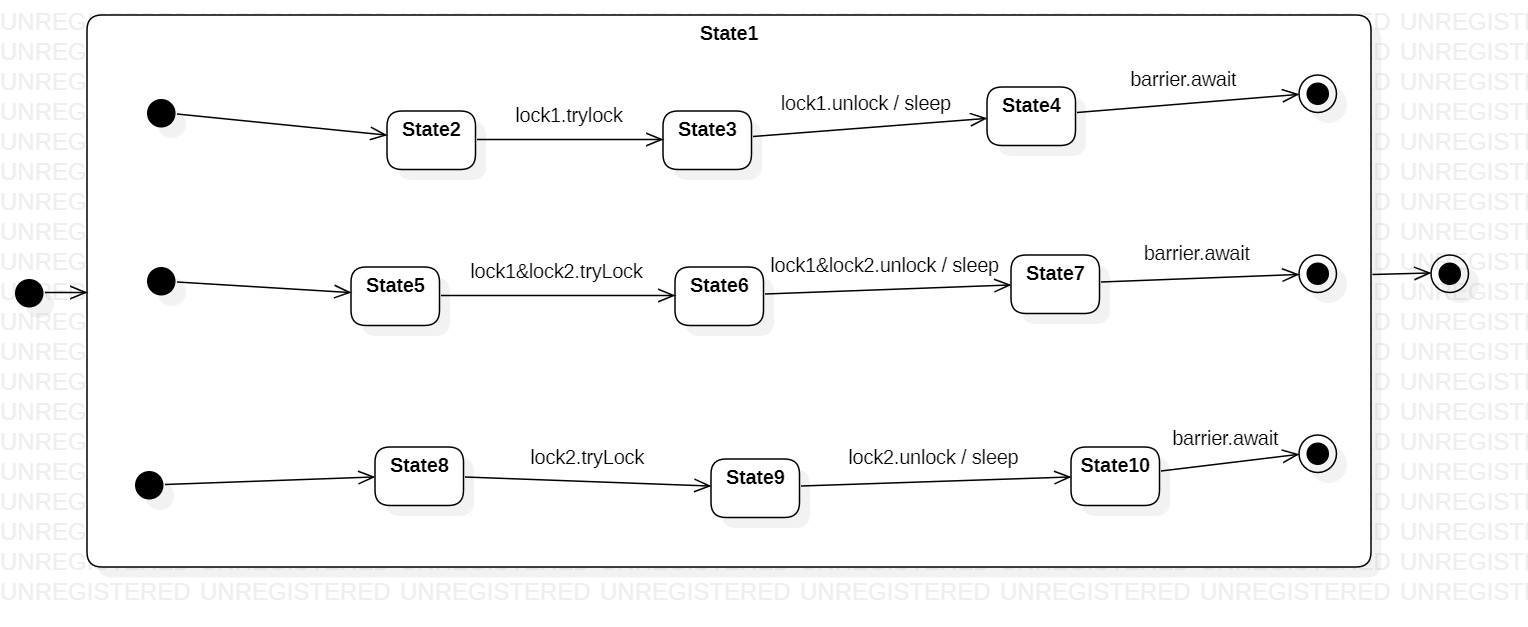 State1
barrier.await
lock1.unlock / sleep
State4
lock1.trylock
State2
State3
barrier.await
lock1&lock2.tryLock
lock1&lock2.unlock / sleep
State7
State5
State6
barrier.await
lock2.tryLock
lock2.unlock / sleep
State8
State10
State9
UNREGISTERED UNREGISTERED UNREGISTERED UNREGISTERED UNREGISTERED UNREGISTERED UNREGISTERED UNREGISTE